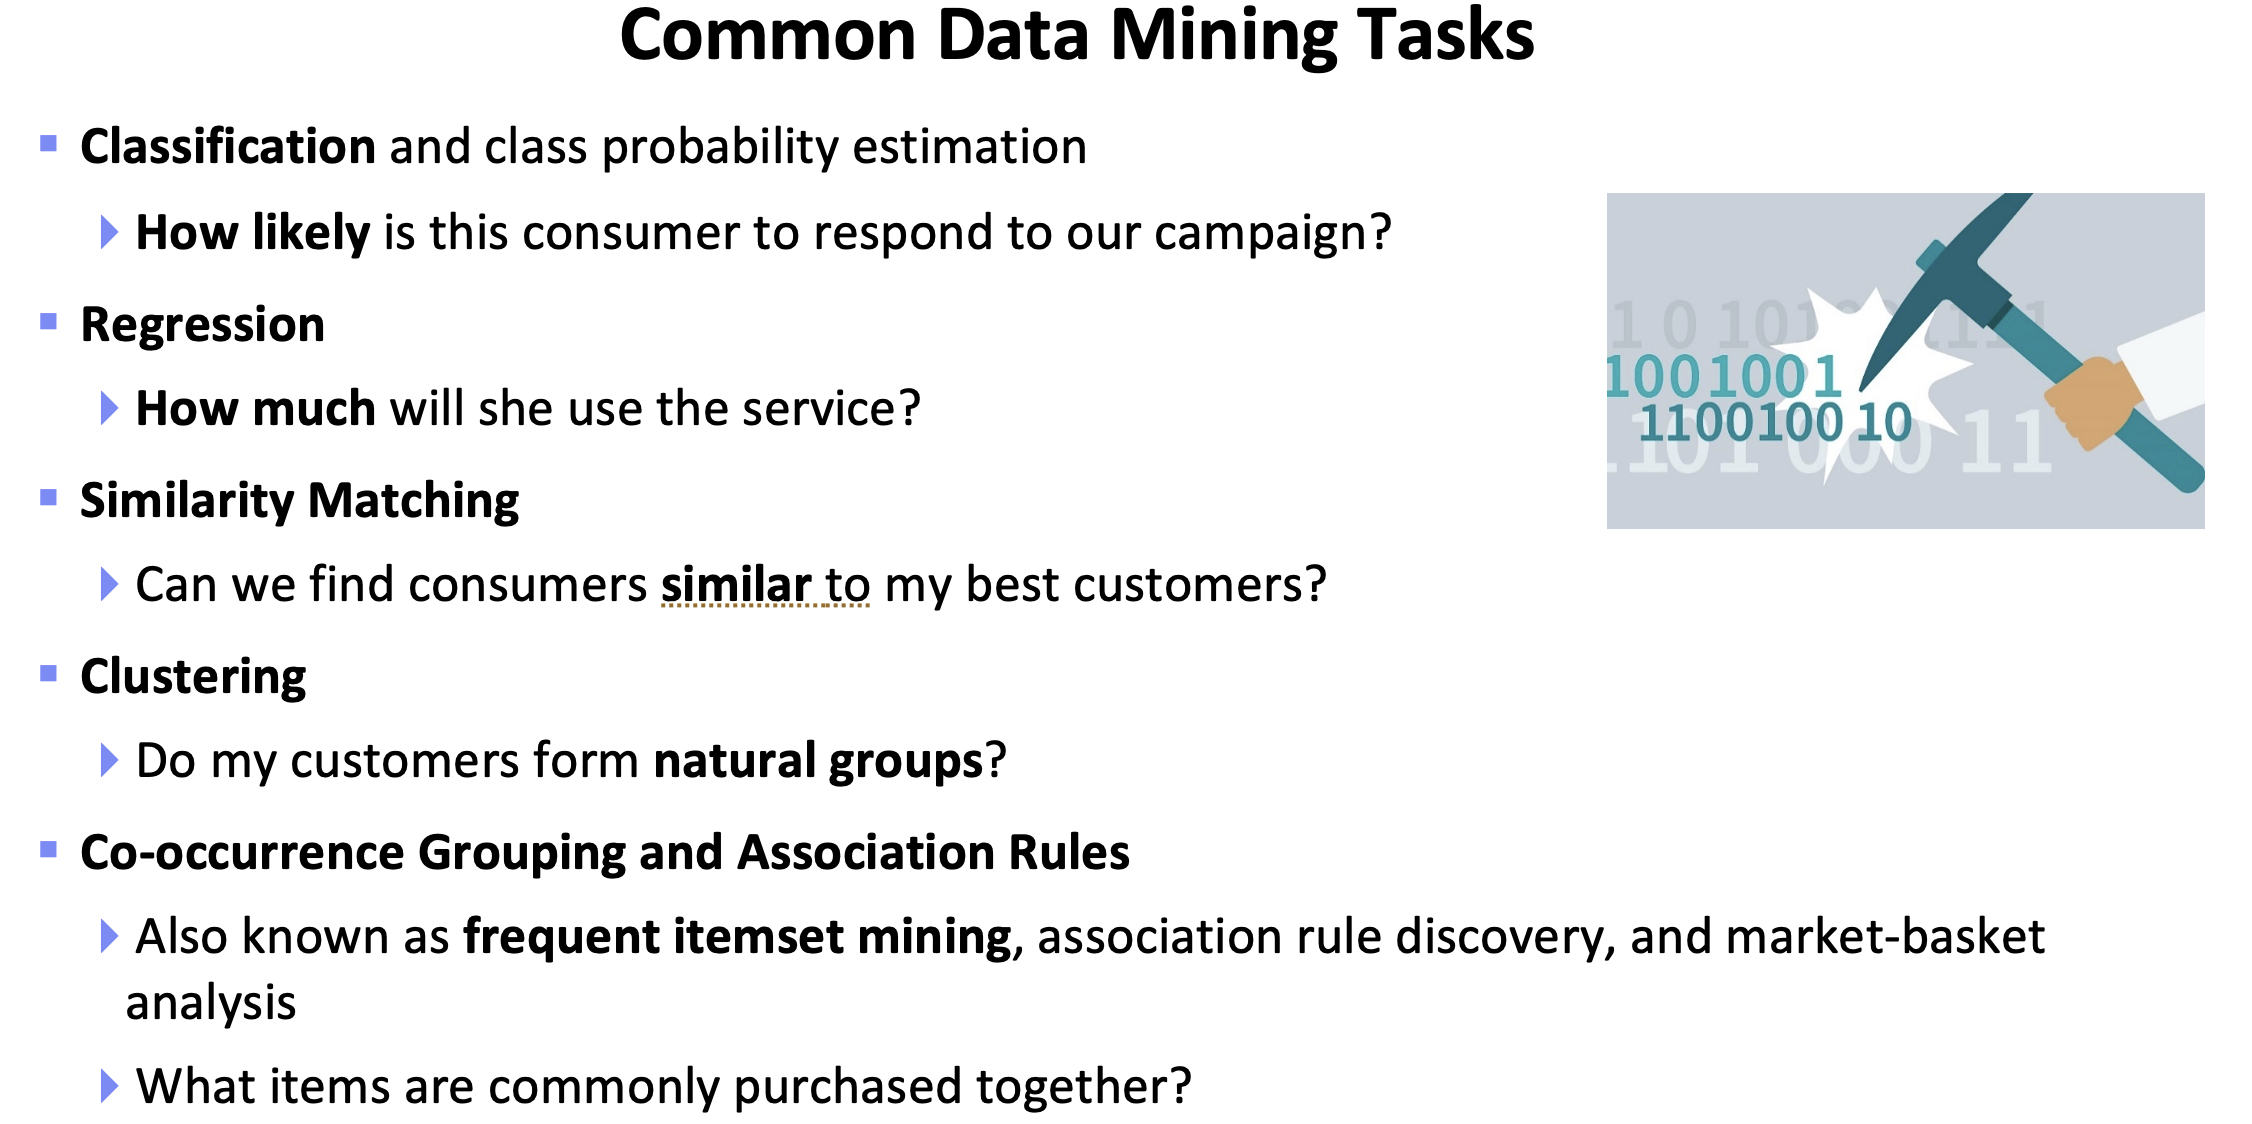 Common Data Mining Tasks
Classification and class probability estimation
How likely is this consumer to respond to our campaign?
Regression
How much will she use the service?
Similarity Matching
Can we find consumers similar to my best customers?
Clustering
Do my customers form natural groups?
Co-occurrence Grouping and Association Rules
Also known as frequent itemset mining, association rule discovery, and market-basket
analysis
What items are commonly purchased together?
1001001
1100100 10